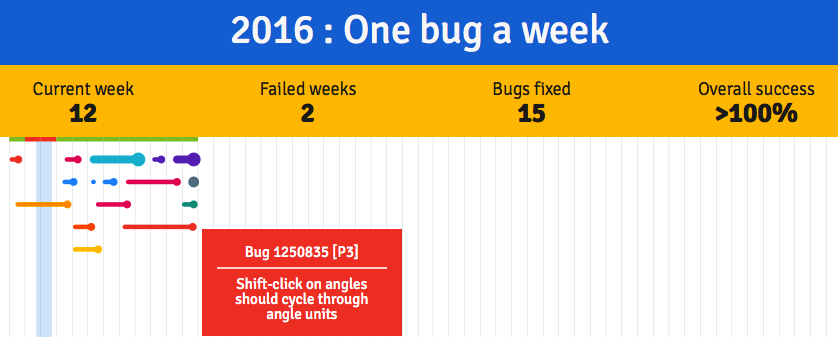 2016 : One bug a week
Current week
12
Failed weeks
2
Bugs fixed
15
Overall success
>100%
Bug 1250835 [P3]
Shift-click on angles
should cycle through
angle units